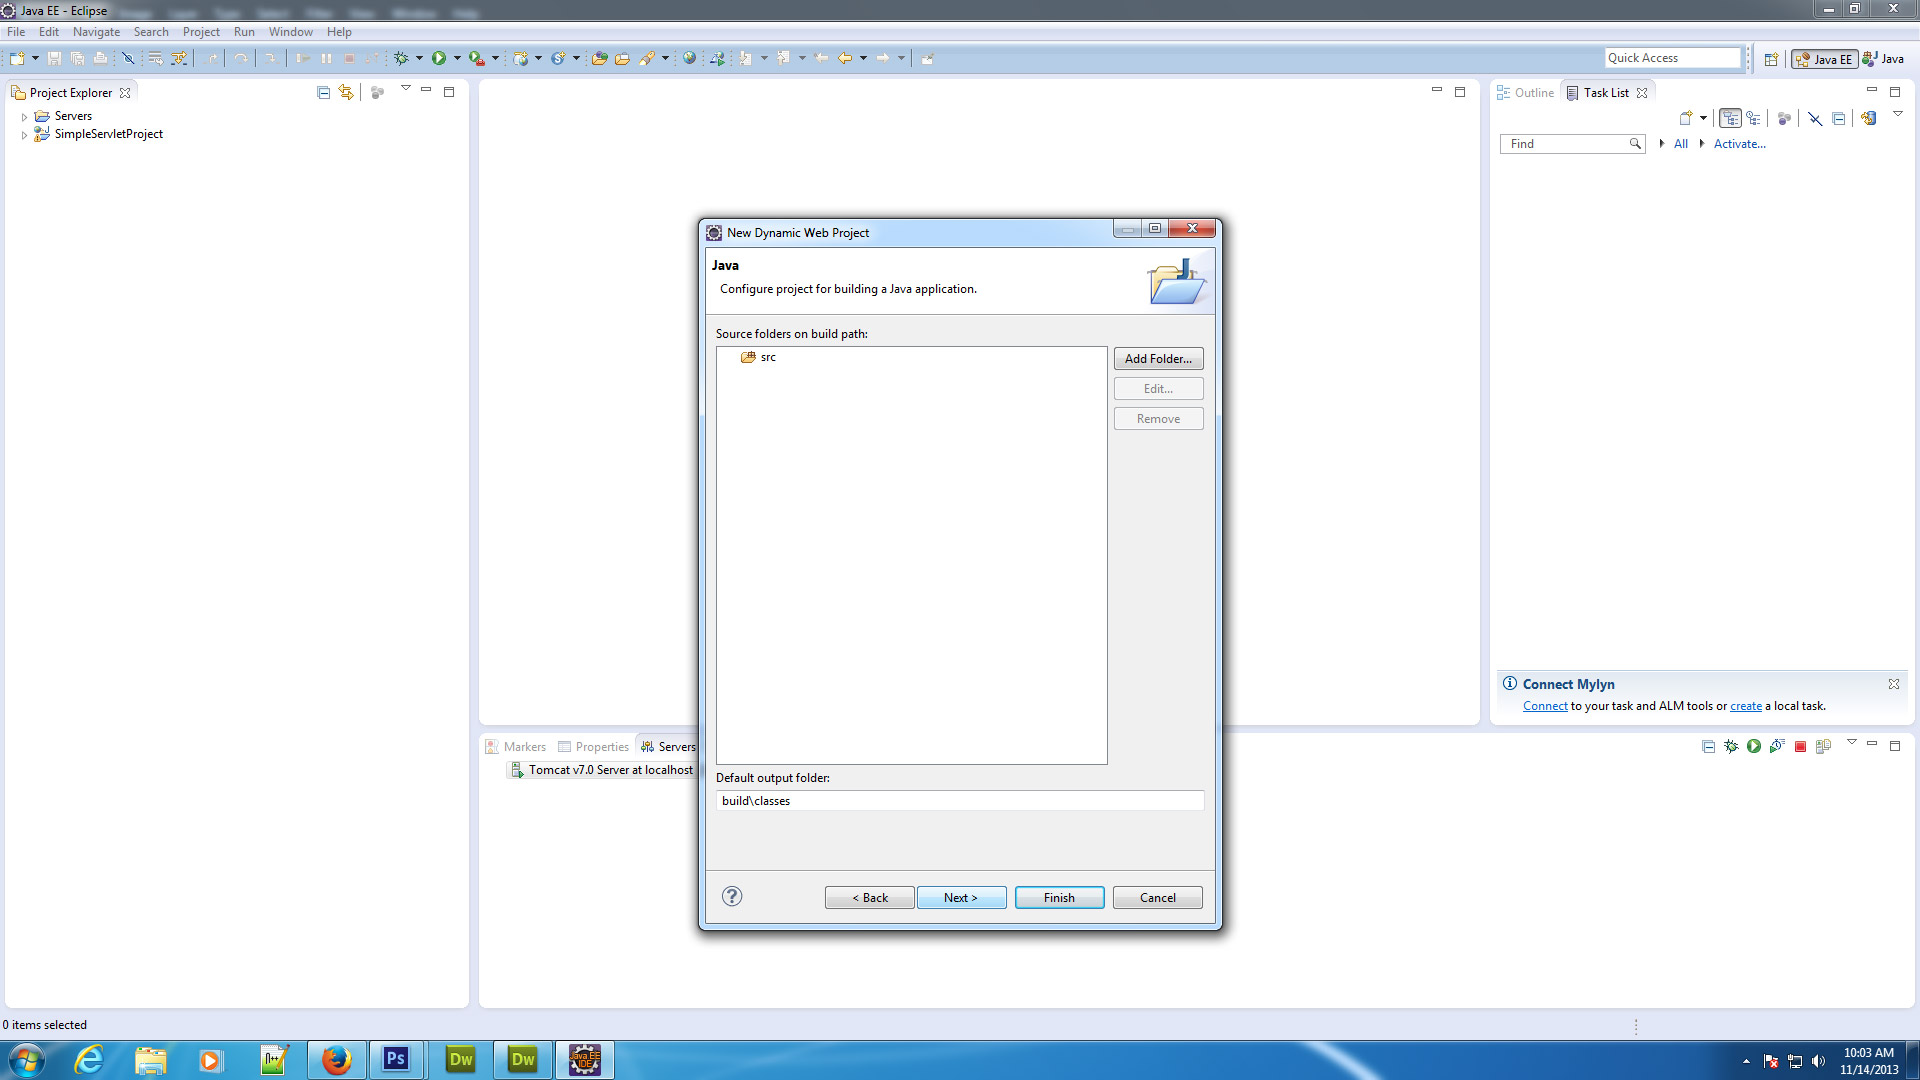 Java EE - Eclipse
File Edit Navigate Search Project Run Window Help
Quick Access
Java EE
Java
Project Explorer
Servers
SimpleServletProject
Outline
Task List
Find
All
Activate...
New Dynamic Web Project
Java
Configure project for building a Java application.
Source folders on build path:
src
Add Folder...
Edit...
Remove
Default output folder:
build\classes
< Back
Next >
Finish
Cancel
Connect Mylyn
Connect to your task and ALM tools or create a local task.
Markers
Properties
Servers
Tomcat v7.0 Server at localhost
0 items selected
Ps
Dw
Dw
Java EE
IDE
10:03 AM
11/14/2013